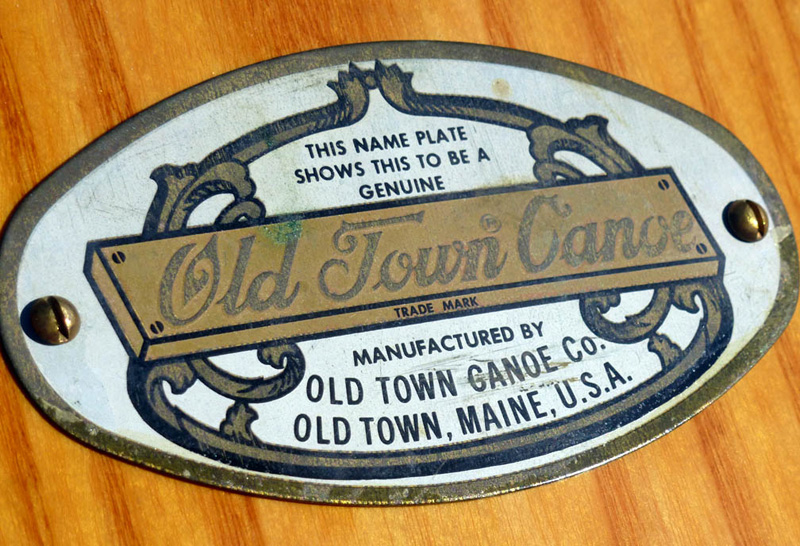 THIS NAME PLATE
SHOWS THIS TO BE A
GENUINE
Old Town® Canoe
TRADE MARK
MANUFACTURED BY
OLD TOWN CANOE Co.
OLD TOWN, MAINE, U.S.A.